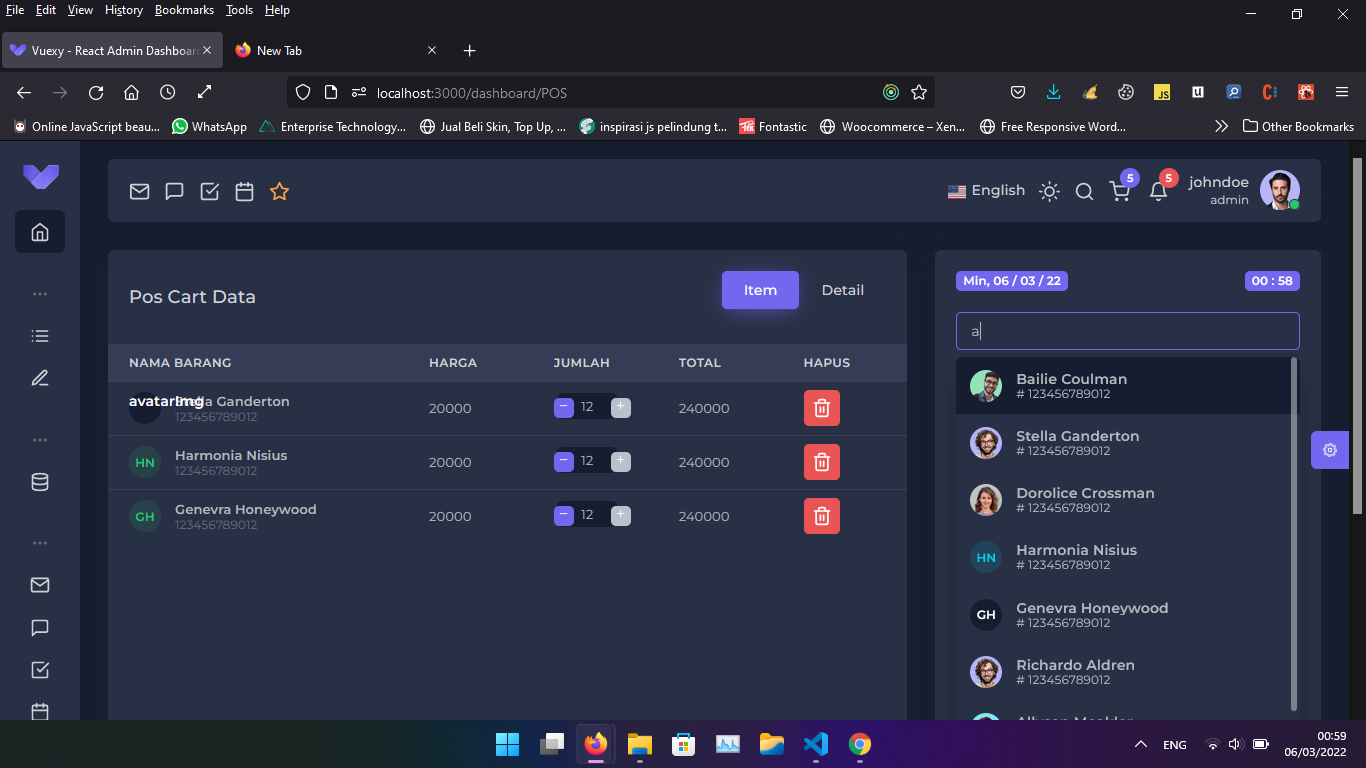 File Edit View History Bookmarks Tools Help
Vuexy - React Admin Dashboar
New Tab
localhost:3000/dashboard/POS
Online JavaScript beau... WhatsApp Enterprise Technology... Jual Beli Skin, Top Up, ... inspirasi js pelindung t... Fontastic Woocommerce – Xen... Free Responsive Word... Other Bookmarks
English 5 5 johndoe
admin
Pos Cart Data Item Detail
NAMA BARANG HARGA JUMLAH TOTAL HAPUS
avatarImg Stella Ganderton 20000 − 12 + 240000
123456789012
HN Harmonia Nisius 20000 − 12 + 240000
123456789012
GH Genevra Honeywood 20000 − 12 + 240000
123456789012
Min, 06 / 03 / 22 00 : 58
a
Bailie Coulman
# 123456789012
Stella Ganderton
# 123456789012
Dorolice Crossman
# 123456789012
HN Harmonia Nisius
# 123456789012
GH Genevra Honeywood
# 123456789012
Richardo Aldren
# 123456789012
ENG 00:59
06/03/2022